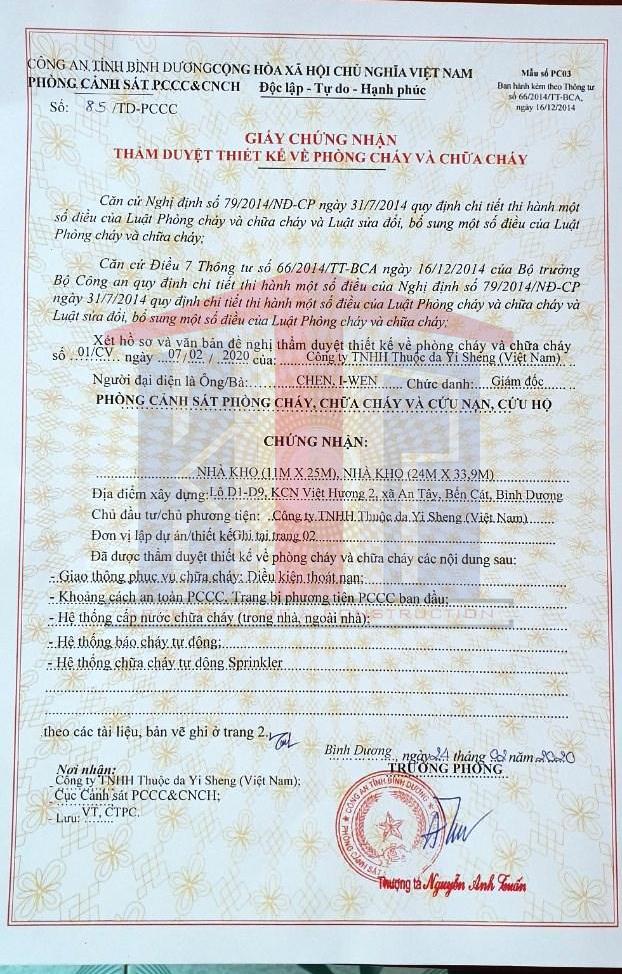 CÔNG AN TỈNH BÌNH DƯƠNG
PHÒNG CẢNH SÁT PCCC&CNCH
Số: 85 /TD-PCCC
CỘNG HÒA XÃ HỘI CHỦ NGHĨA VIỆT NAM
Độc lập - Tự do - Hạnh phúc
Mẫu số PC03
Ban hành kèm theo Thông tư
số 66/2014/TT-BCA,
ngày 16/12/2014
GIẤY CHỨNG NHẬN
THẨM DUYỆT THIẾT KẾ VỀ PHÒNG CHÁY VÀ CHỮA CHÁY
Căn cứ Nghị định số 79/2014/NĐ-CP ngày 31/7/2014 quy định chi tiết thi hành một
số điều của Luật Phòng cháy và chữa cháy và Luật sửa đổi, bổ sung một số điều của Luật
Phòng cháy và chữa cháy;
Căn cứ Điều 7 Thông tư số 66/2014/TT-BCA ngày 16/12/2014 của Bộ trưởng
Bộ Công an quy định chi tiết thi hành một số điều của Nghị định số 79/2014/NĐ-CP
ngày 31/7/2014 quy định chi tiết thi hành một số điều của Luật Phòng cháy và chữa cháy và
Luật sửa đổi, bổ sung một số điều của Luật Phòng cháy và chữa cháy;
Xét hồ sơ và văn bản đề nghị thẩm duyệt thiết kế về phòng cháy và chữa cháy
số 01/CV ngày 07/02 / 2020 của: Công ty TNHH Thuộc da Yi Sheng (Việt Nam)
Người đại diện là Ông/Bà: CHEN, I-WEN Chức danh: Giám đốc
PHÒNG CẢNH SÁT PHÒNG CHÁY, CHỮA CHÁY VÀ CỨU NẠN, CỨU HỘ
CHỨNG NHẬN:
NHÀ KHO (11M X 25M), NHÀ KHO (24M X 33,9M)
Địa điểm xây dựng: Lô D1-D9, KCN Việt Hương 2, xã An Tây, Bến Cát, Bình Dương
Chủ đầu tư/chủ phương tiện: Công ty TNHH Thuộc da Yi Sheng (Việt Nam)
Đơn vị lập dự án/thiết kế Ghi tại trang 02
Đã được thẩm duyệt thiết kế về phòng cháy và chữa cháy các nội dung sau:
- Giao thông phục vụ chữa cháy; Điều kiện thoát nạn;
- Khoảng cách an toàn PCCC, Trang bị phương tiện PCCC ban đầu;
- Hệ thống cấp nước chữa cháy (trong nhà, ngoài nhà);
- Hệ thống báo cháy tự động;
- Hệ thống chữa cháy tự động Sprinkler
theo các tài liệu, bản vẽ ghi ở trang 2.
Bình Dương, ngày 21 tháng 02 năm 2020
TRƯỞNG PHÒNG
Nơi nhận:
- Công ty TNHH Thuộc da Yi Sheng (Việt Nam);
- Cục Cảnh sát PCCC&CNCH;
- Lưu: VT, CTPC.
CÔNG AN TỈNH BÌNH DƯƠNG
PHÒNG CẢNH SÁT
Thượng tá Nguyễn Anh Tuấn